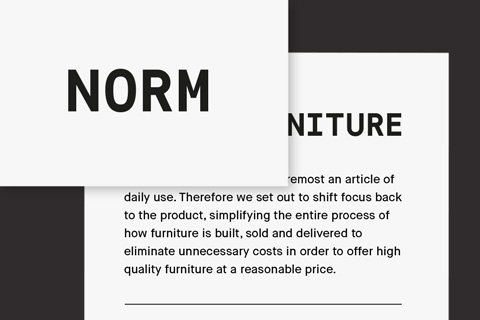 NORM
NITURE
remost an article of
daily use. Therefore we set out to shift focus back
to the product, simplifying the entire process of
how furniture is built, sold and delivered to
eliminate unnecessary costs in order to offer high
quality furniture at a reasonable price.